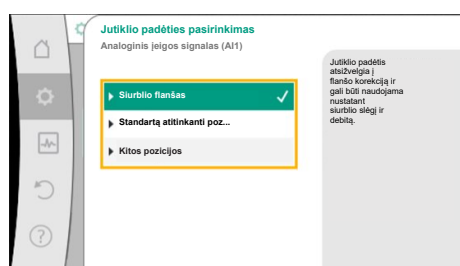 Jutiklio padėties pasirinkimas
Analoginis įeigos signalas (AI1)
Siurblio flanšas
Standartą atitinkanti poz...
Kitos pozicijos
Jutiklio padėtis
atsižvelgia į
flanšo korekciją ir
gali būti naudojama
nustatant
siurblio slėgį ir
debitą.